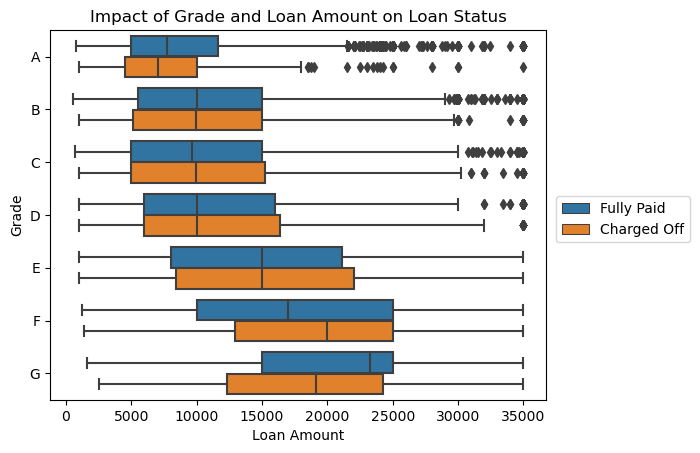 Impact of Grade and Loan Amount on Loan Status
Grade
A
B
C
D
E
F
G
0 5000 10000 15000 20000 25000 30000 35000
Loan Amount
Fully Paid
Charged Off